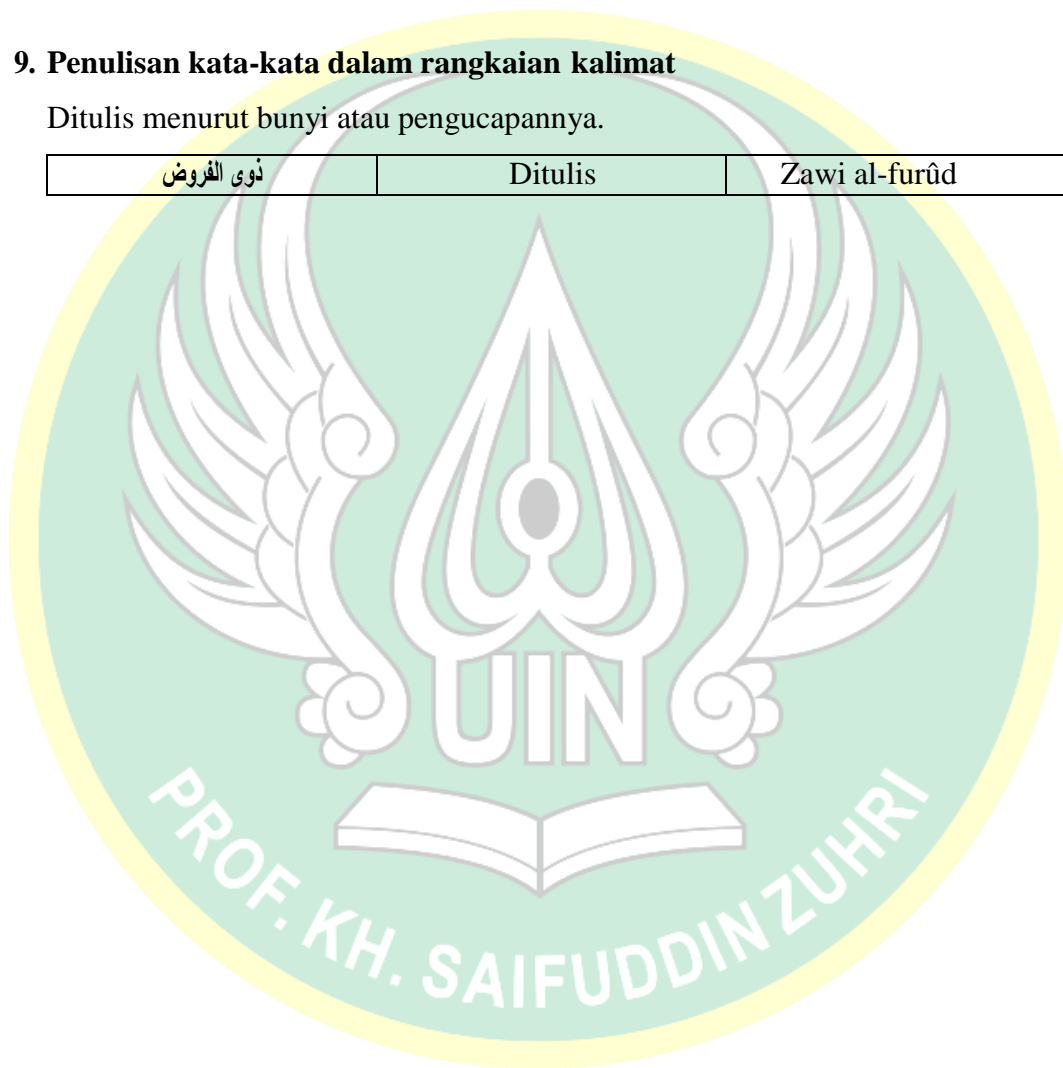 9. Penulisan kata-kata dalam rangkaian kalimat
Ditulis menurut bunyi atau pengucapannya.
ذوى الفروض Ditulis Zawi al-furûd
UIN
PROF. KH. SAIFUDDIN ZUHRI